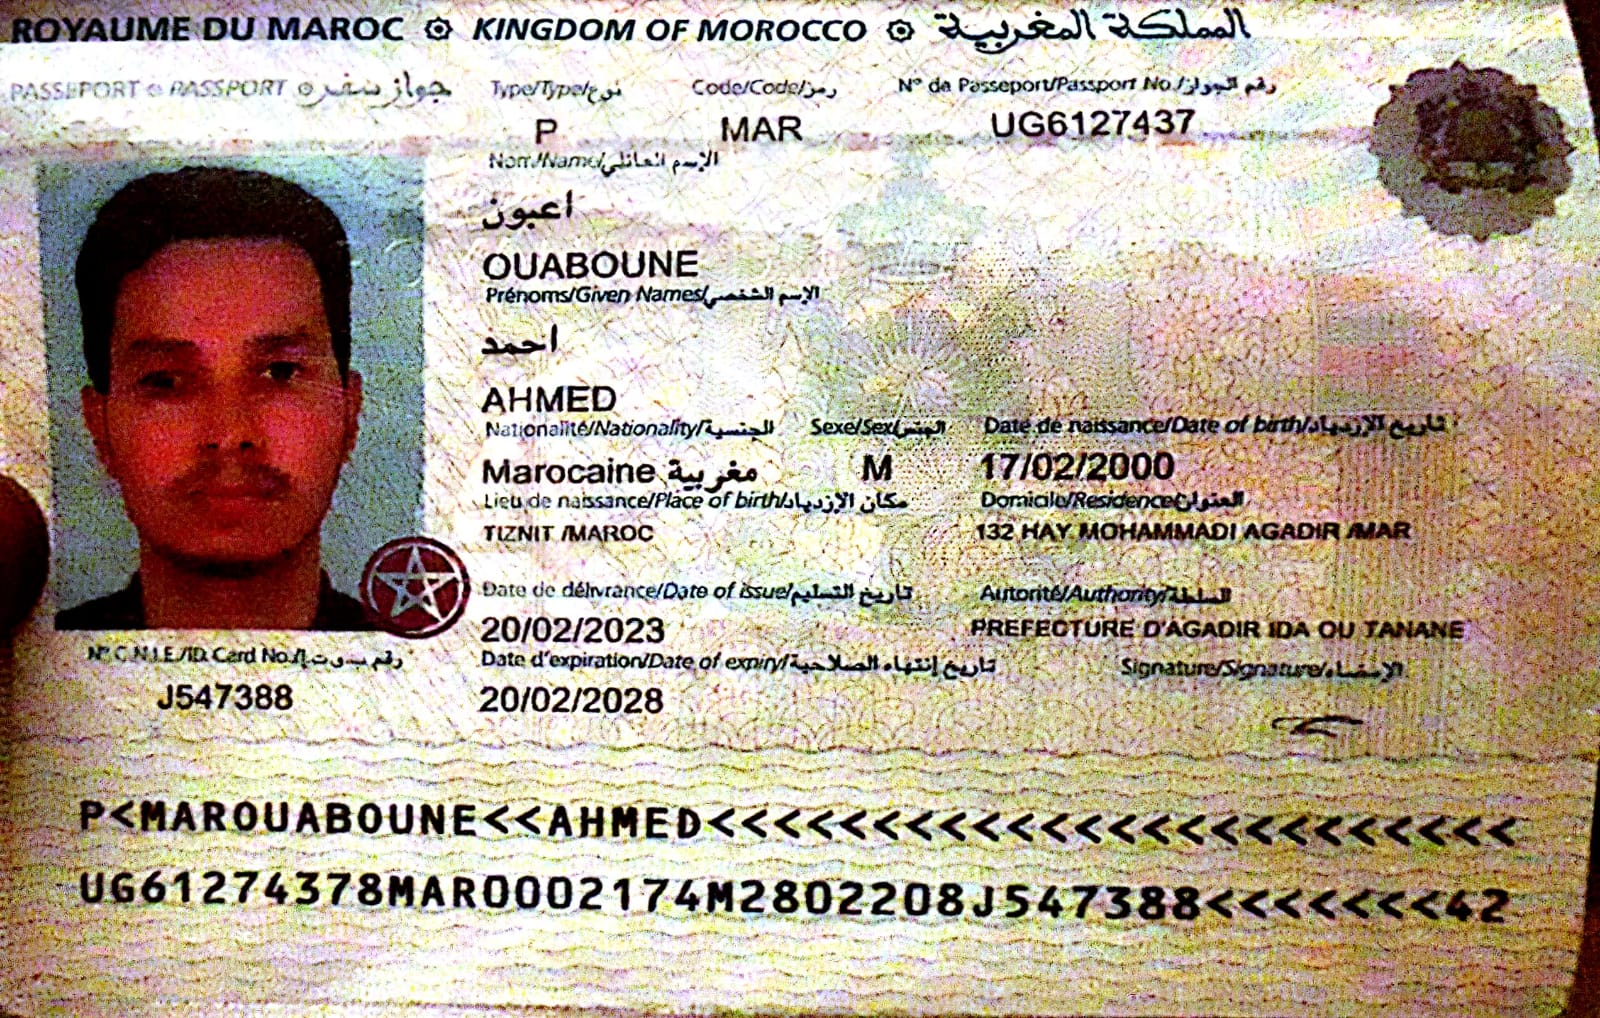 ROYAUME DU MAROC KINGDOM OF MOROCCO المملكة المغربية
PASSEPORT PASSPORT جواز سفر
Type/Type/نوع Code/Code/رمز N° de Passeport/Passport No./رقم الجواز
P MAR UG6127437
Nom/Name/الإسم العائلي
أعبون
OUABOUNE
Prénoms/Given Names/الإسم الشخصي
احمد
AHMED
Nationalité/Nationality/الجنسية Sexe/Sex/الجنس Date de naissance/Date of birth/تاريخ الإزدياد
Marocaine مغربية M 17/02/2000
Lieu de naissance/Place of birth/مكان الإزدياد Domicile/Residence/العنوان
TIZNIT /MAROC 132 HAY MOHAMMADI AGADIR /MAR
Date de délivrance/Date of issue/تاريخ التسليم Autorité/Authority/السلطة
20/02/2023 PREFECTURE D'AGADIR IDA OU TANANE
N° C.N.I.E./ID. Card No./رقم ب.و.ت.إ Date d'expiration/Date of expiry/تاريخ إنتهاء الصلاحية Signature/Signature/الإمضاء
J547388 20/02/2028
P<MAROUABOUNE<<AHMED<<<<<<<<<<<<<<<<<<<<<<<<
UG61274378MAR0002174M2802208J547388<<<<<<<42